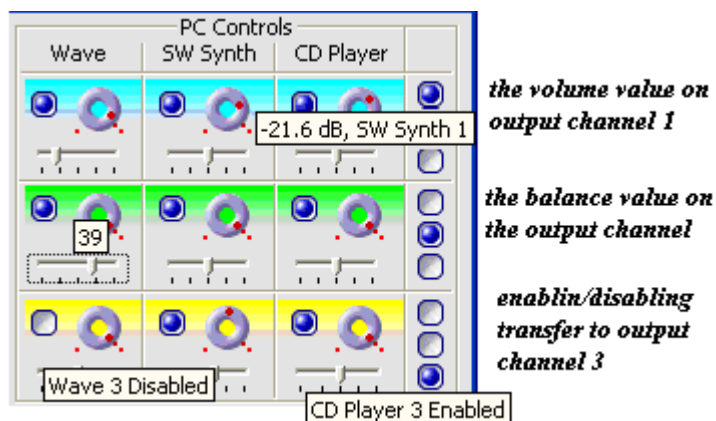 PC Controls
Wave SW Synth CD Player
the volume value on
output channel 1
-21.6 dB, SW Synth 1
the balance value on
the output channel
39
enablin/disabling
transfer to output
channel 3
Wave 3 Disabled
CD Player 3 Enabled